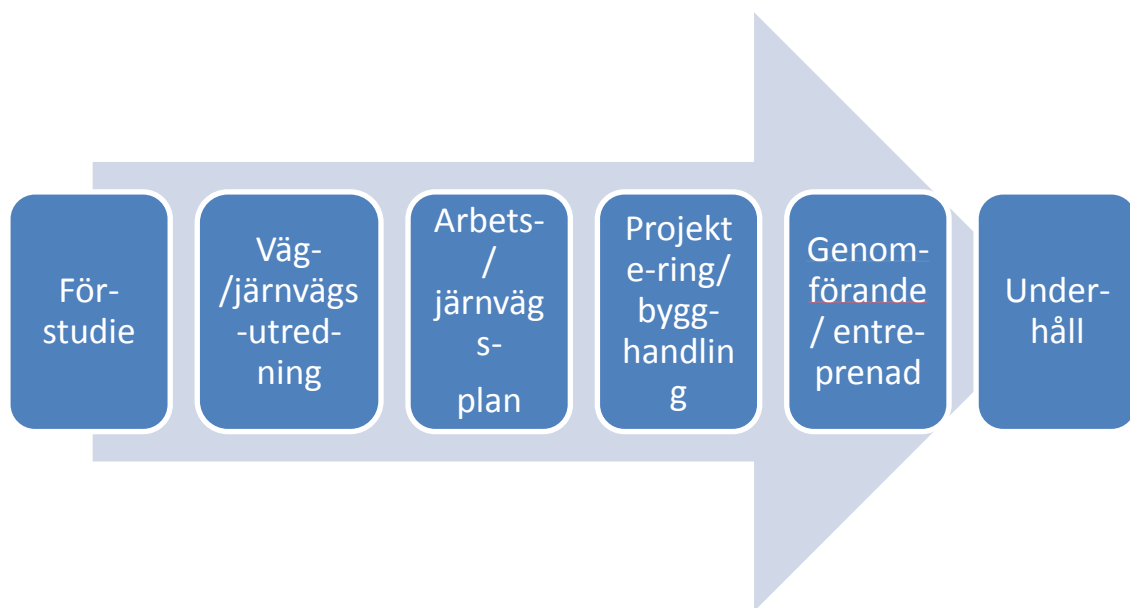 För-
studie
Väg-
/järnvägs
-utred-
ning
Arbets-
/
järnväg
s-
plan
Projekt
e-ring/
bygg-
handlin
g
Genom-
förande
/ entre-
prenad
Under-
håll